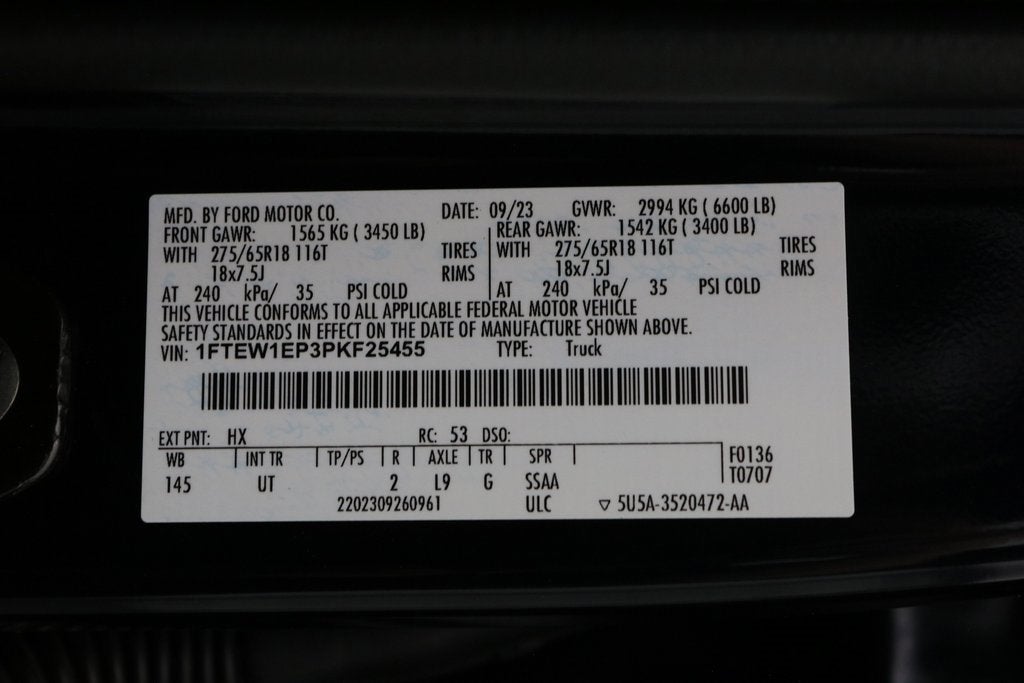 MFD. BY FORD MOTOR CO. DATE: 09/23 GVWR: 2994 KG ( 6600 LB)
FRONT GAWR: 1565 KG ( 3450 LB) REAR GAWR: 1542 KG ( 3400 LB)
WITH 275/65R18 116T TIRES WITH 275/65R18 116T TIRES
18x7.5J RIMS 18x7.5J RIMS
AT 240 kPa/ 35 PSI COLD AT 240 kPa/ 35 PSI COLD
THIS VEHICLE CONFORMS TO ALL APPLICABLE FEDERAL MOTOR VEHICLE
SAFETY STANDARDS IN EFFECT ON THE DATE OF MANUFACTURE SHOWN ABOVE.
VIN: 1FTEW1EP3PKF25455 TYPE: Truck
EXT PNT: HX RC: 53 DSO:
WB INT TR TP/PS R AXLE TR SPR F0136
145 UT 2 L9 G SSAA T0707
2202309260961 ULC ▽ 5U5A-3520472-AA